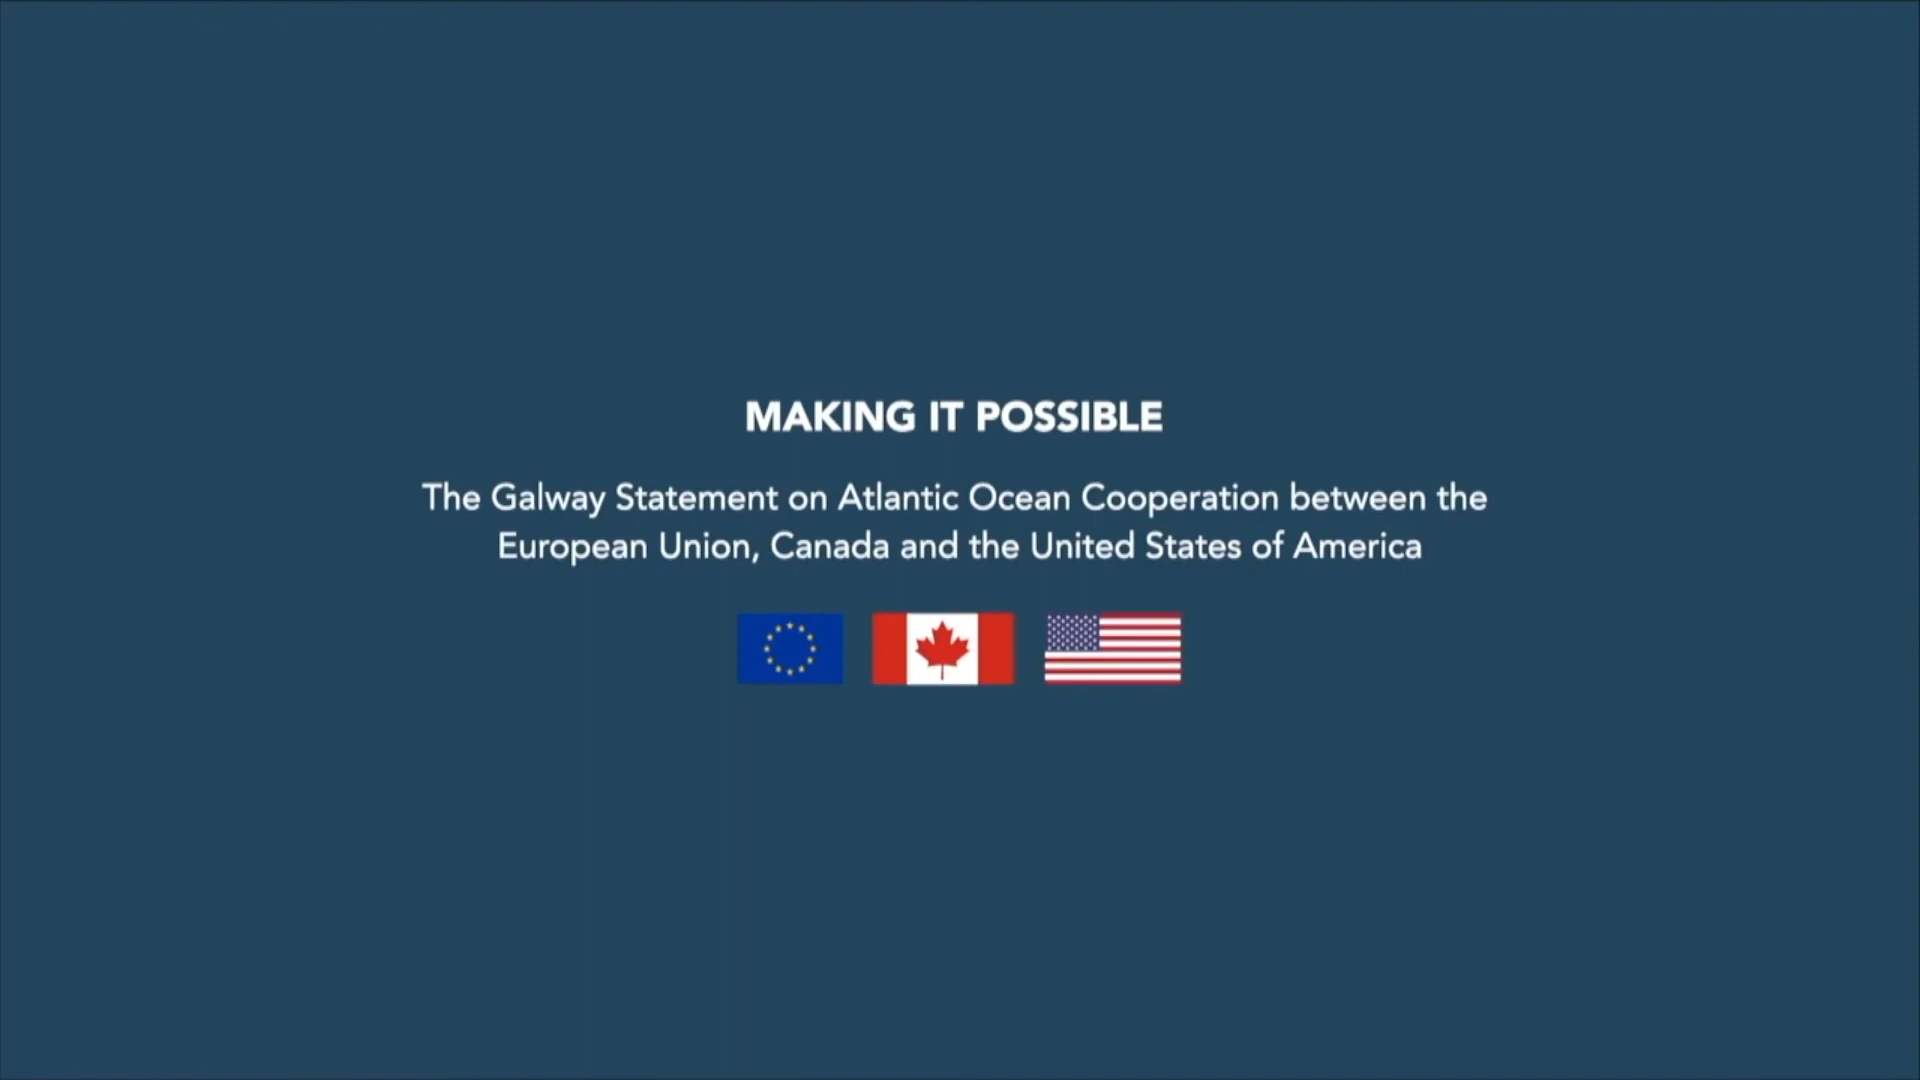 MAKING IT POSSIBLE
The Galway Statement on Atlantic Ocean Cooperation between the
European Union, Canada and the United States of America